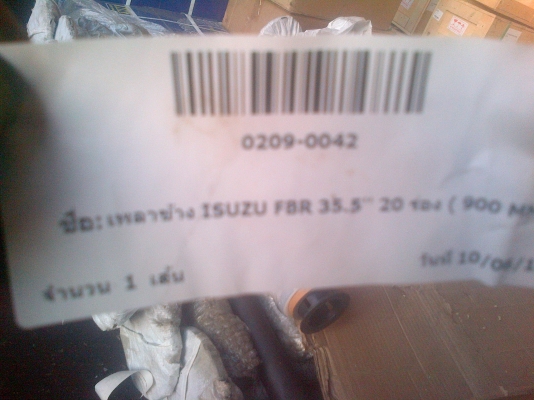 0209-0042
ชื่อ: เพลาข้าง ISUZU FBR 35.5" 20 ร่อง ( 900 MM
จำนวน 1 เส้น
วันที่ 10/06/1